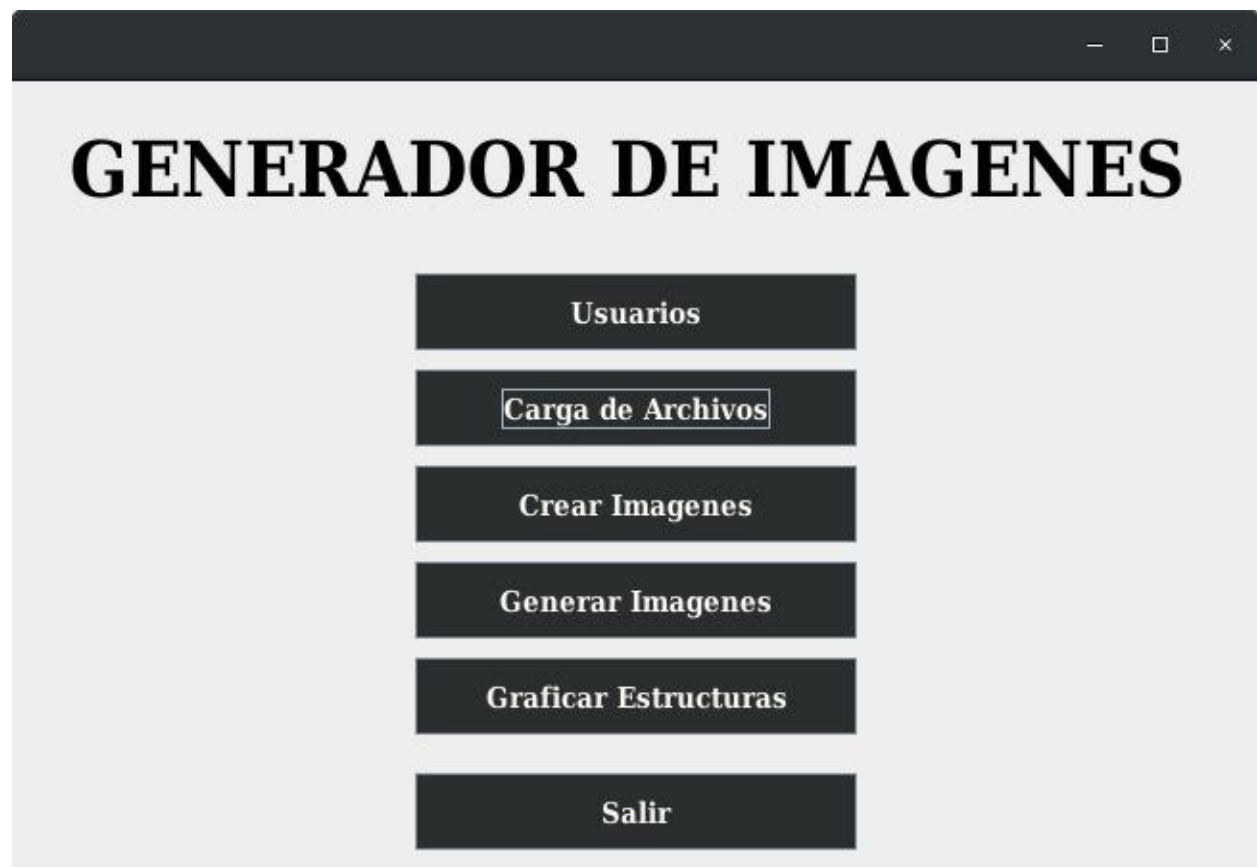 GENERADOR DE IMAGENES
Usuarios
Carga de Archivos
Crear Imagenes
Generar Imagenes
Graficar Estructuras
Salir